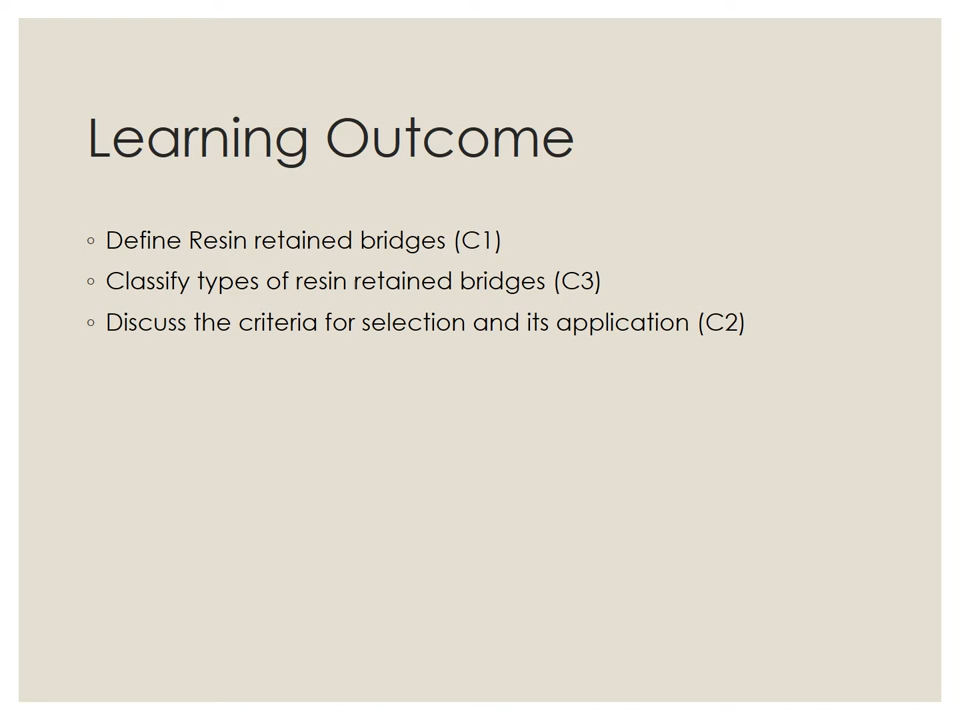 Learning Outcome
◦ Define Resin retained bridges (C1)
◦ Classify types of resin retained bridges (C3)
◦ Discuss the criteria for selection and its application (C2)